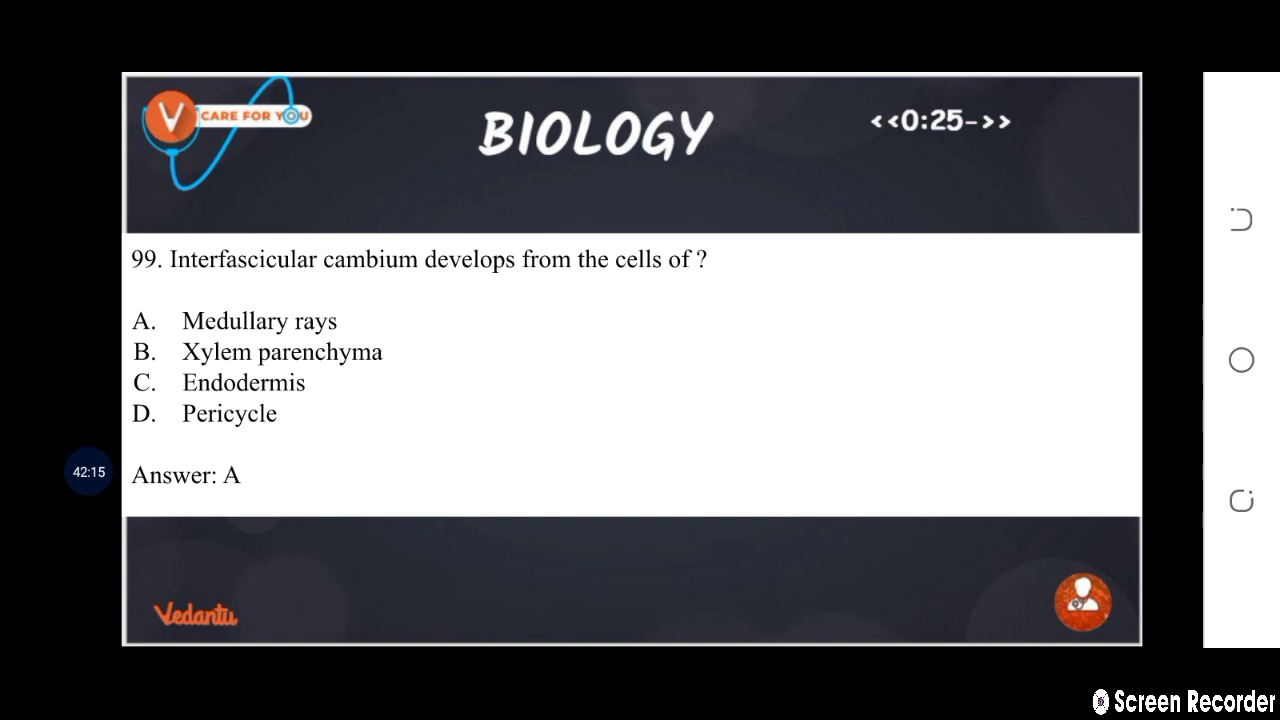 V CARE FOR YOU
BIOLOGY
<<0:25->>
99. Interfascicular cambium develops from the cells of ?
A. Medullary rays
B. Xylem parenchyma
C. Endodermis
D. Pericycle
42:15
Answer: A
Vedantu
Screen Recorder